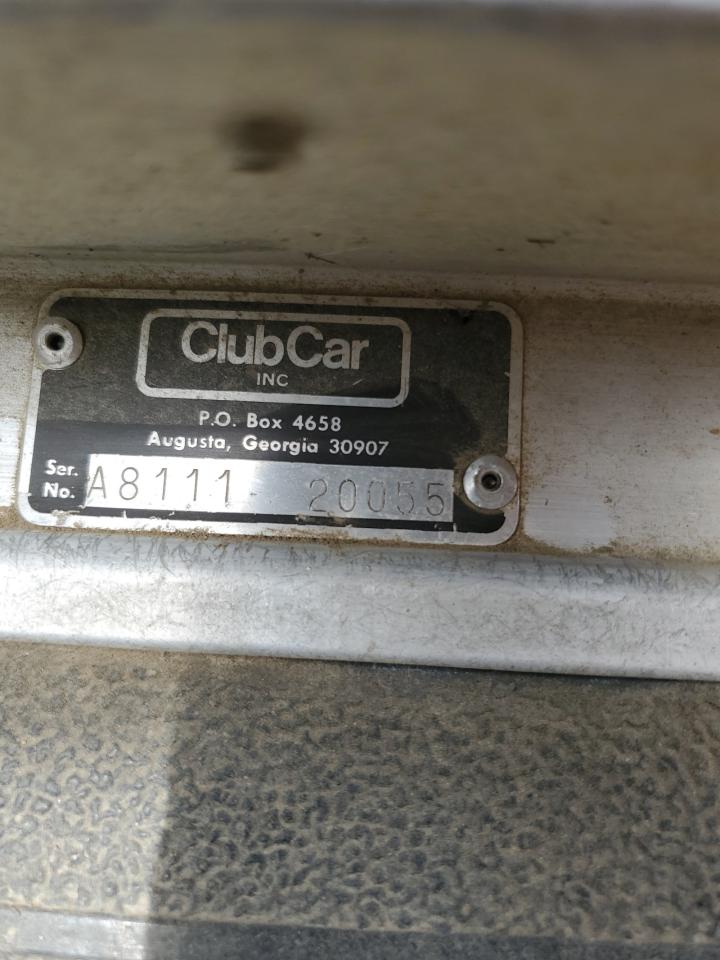 ClubCar
INC
P.O. Box 4658
Augusta, Georgia 30907
Ser.
No. A8111 20055